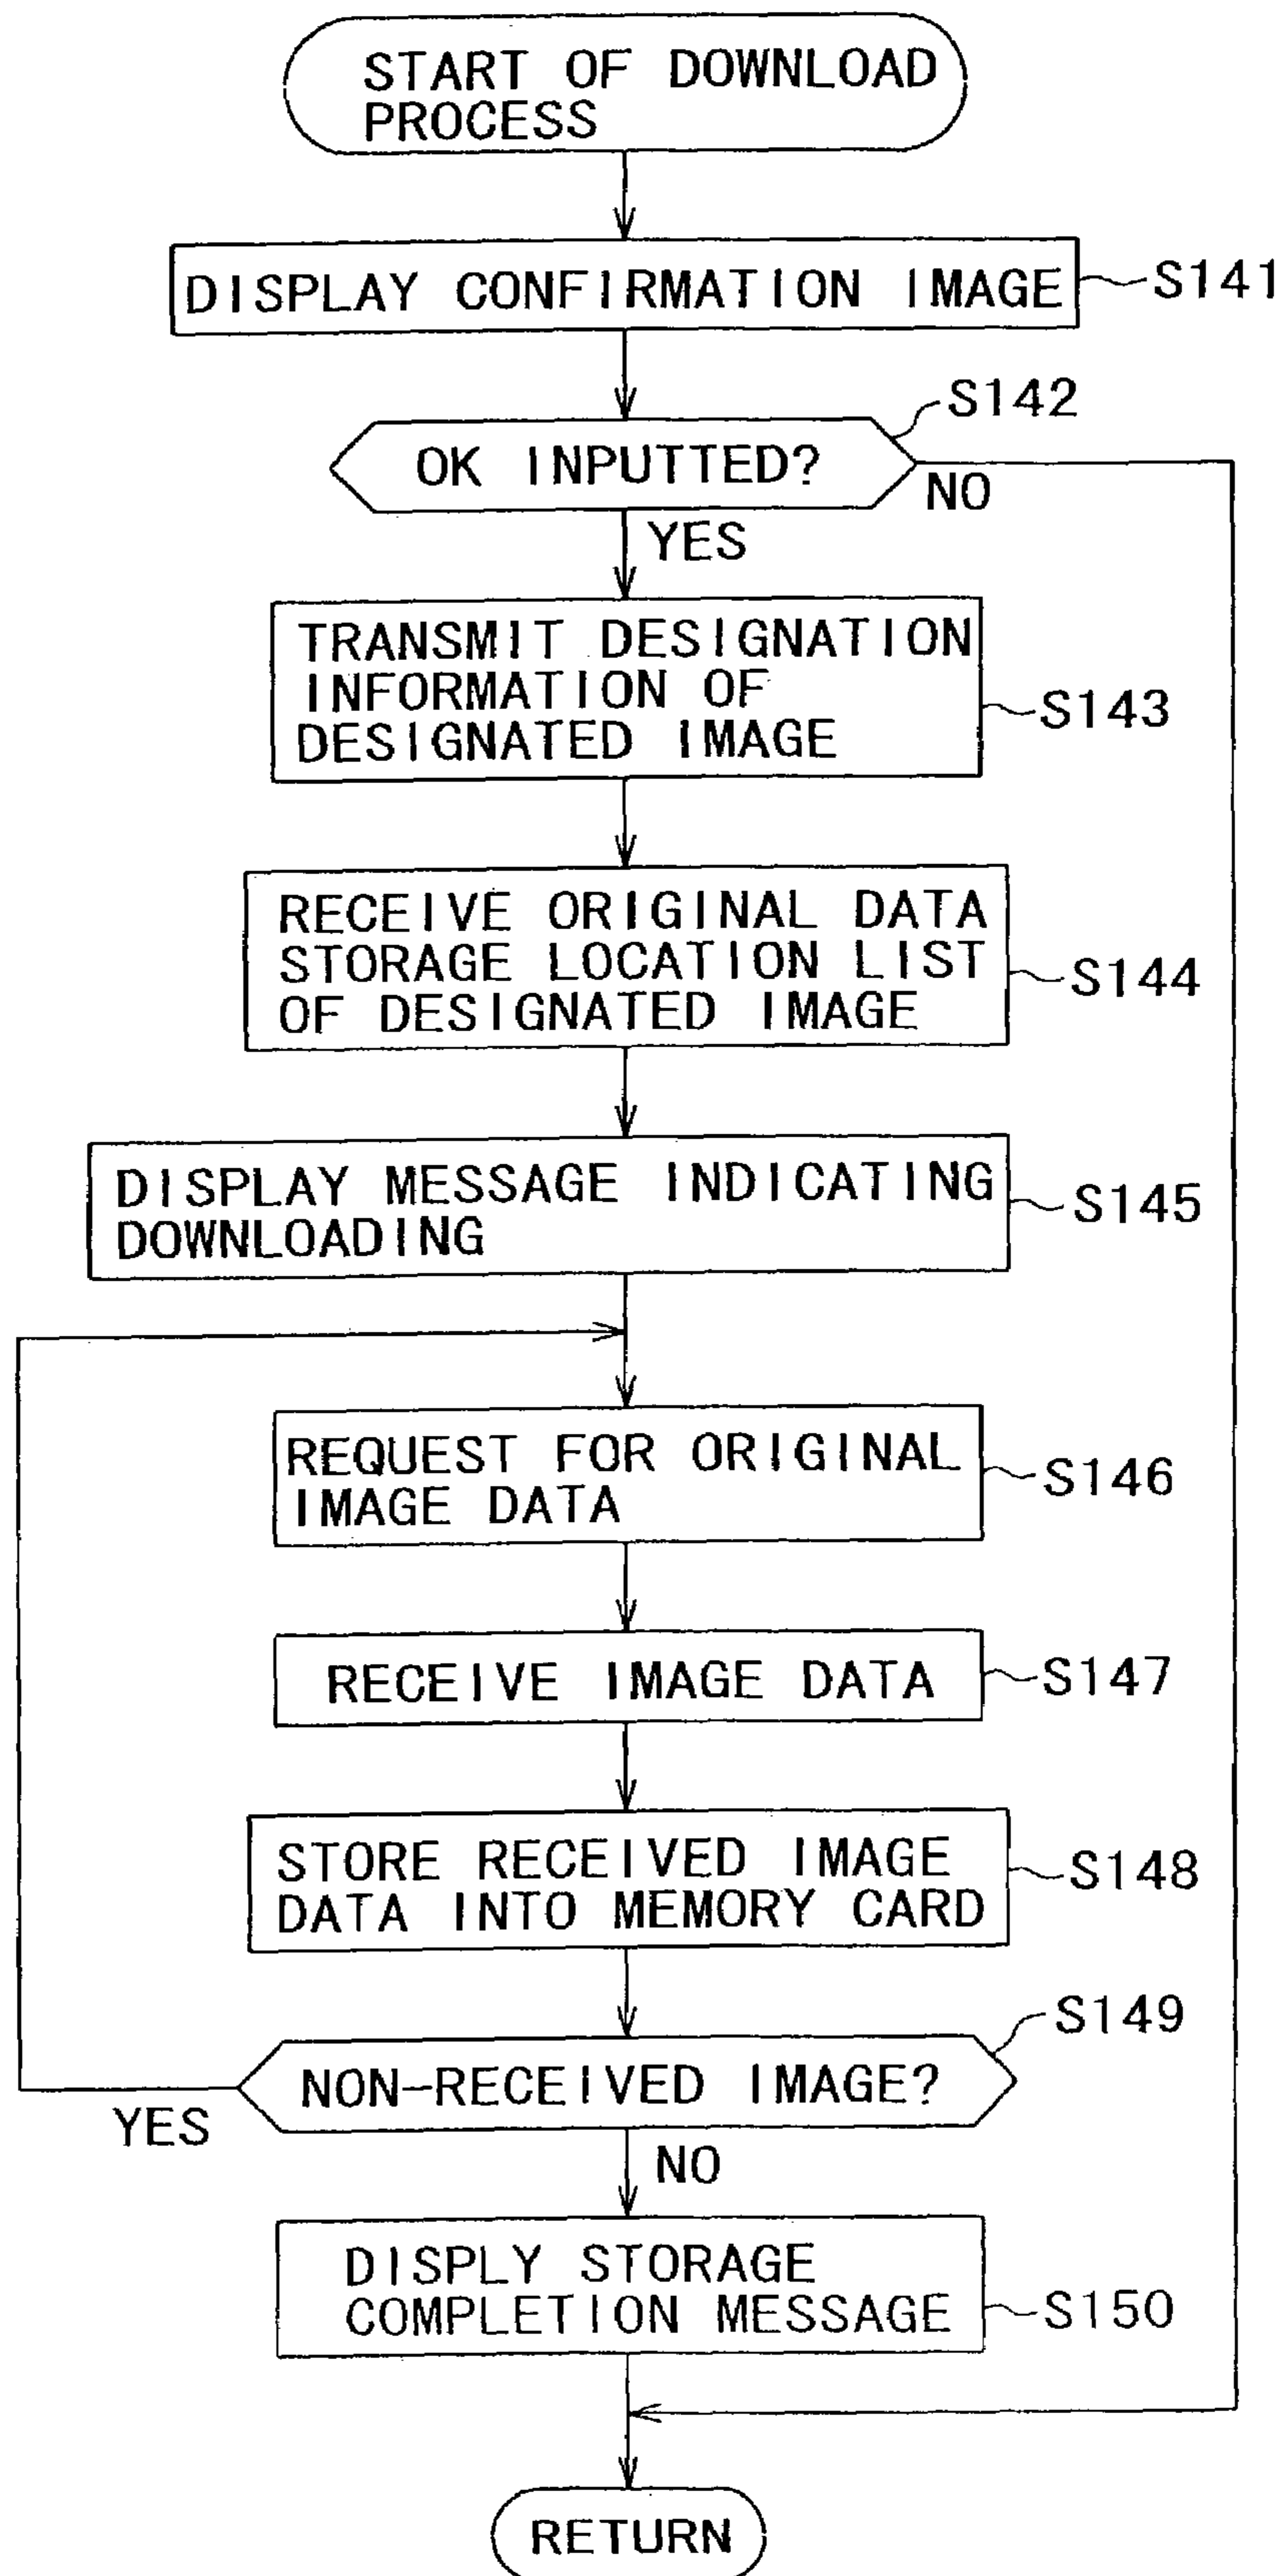 START OF DOWNLOAD
PROCESS
DISPLAY CONFIRMATION IMAGE
S141
S142
OK INPUTTED?
NO
YES
TRANSMIT DESIGNATION
INFORMATION OF
DESIGNATED IMAGE
S143
RECEIVE ORIGINAL DATA
STORAGE LOCATION LIST
OF DESIGNATED IMAGE
S144
DISPLAY MESSAGE INDICATING
DOWNLOADING
S145
REQUEST FOR ORIGINAL
IMAGE DATA
S146
RECEIVE IMAGE DATA
S147
STORE RECEIVED IMAGE
DATA INTO MEMORY CARD
S148
S149
NON-RECEIVED IMAGE?
YES
NO
DISPLY STORAGE
COMPLETION MESSAGE
S150
RETURN